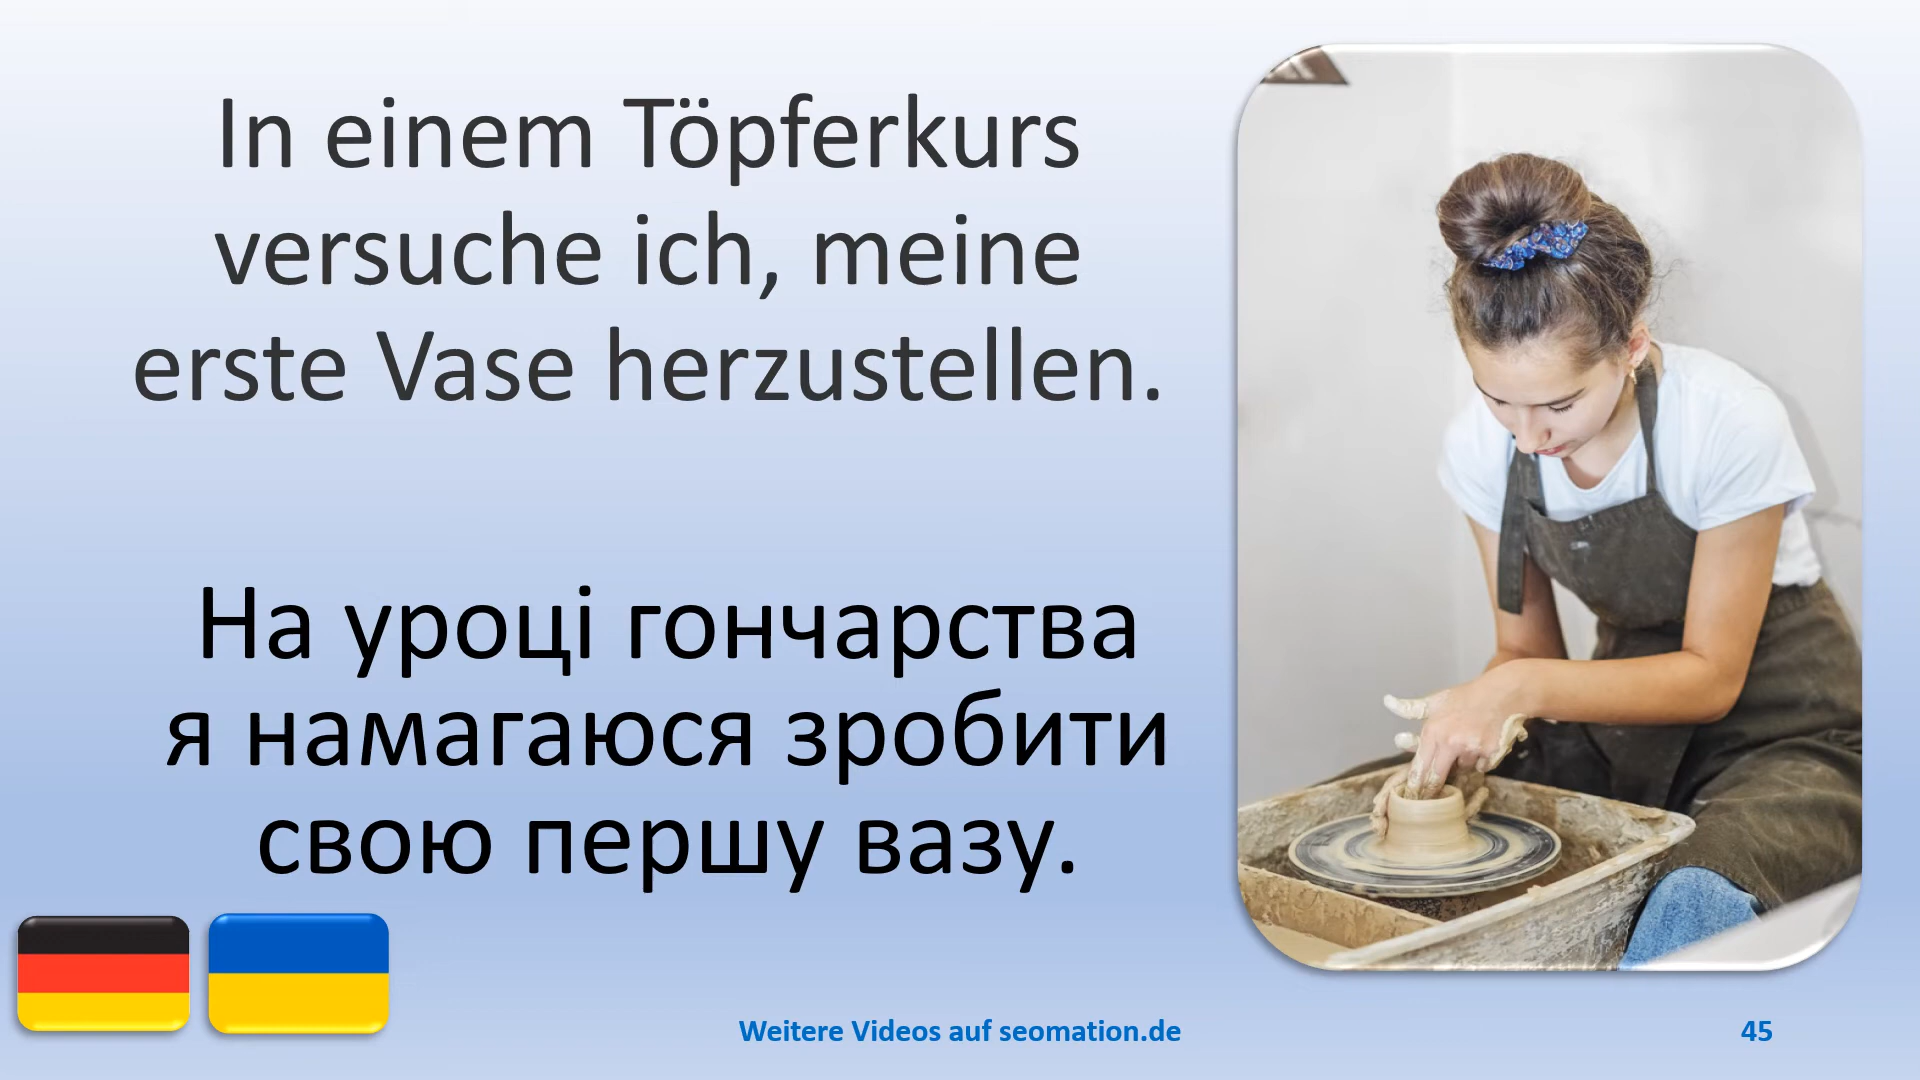 In einem Töpferkurs
versuche ich, meine
erste Vase herzustellen.
На уроці гончарства
я намагаюся зробити
свою першу вазу.
Weitere Videos auf seomation.de
45